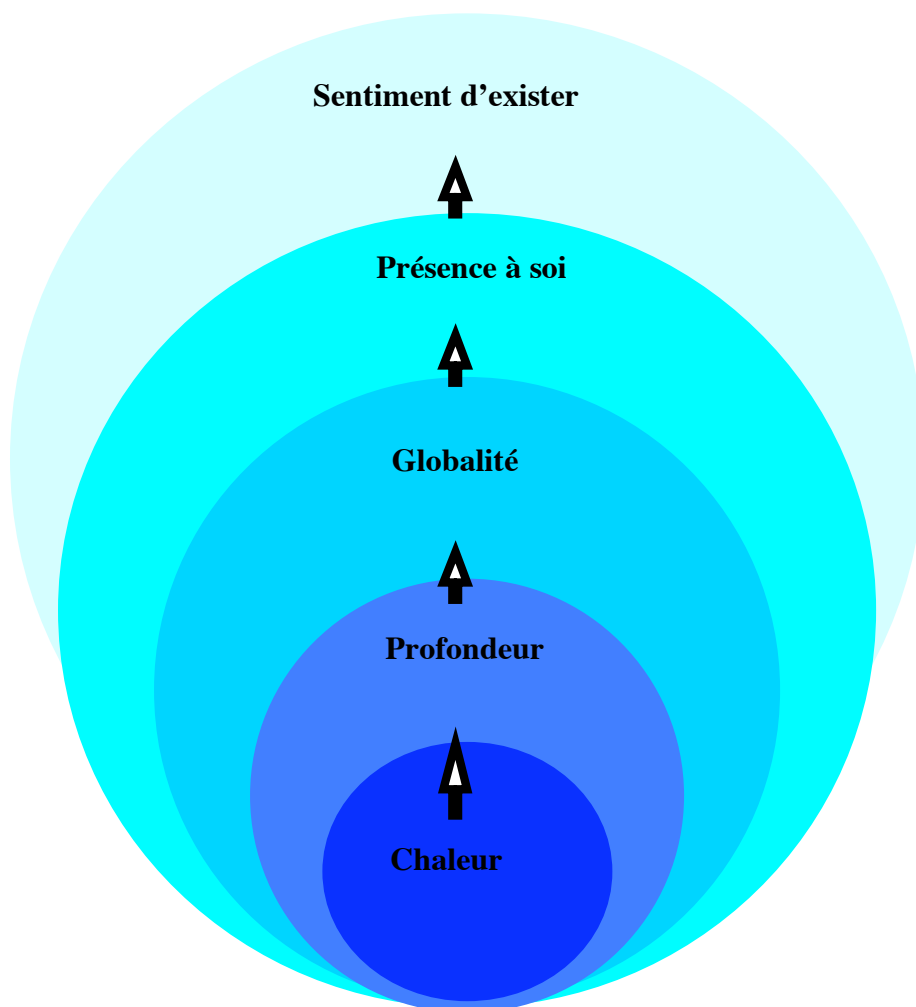 Sentiment d’exister
Présence à soi
Globalité
Profondeur
Chaleur